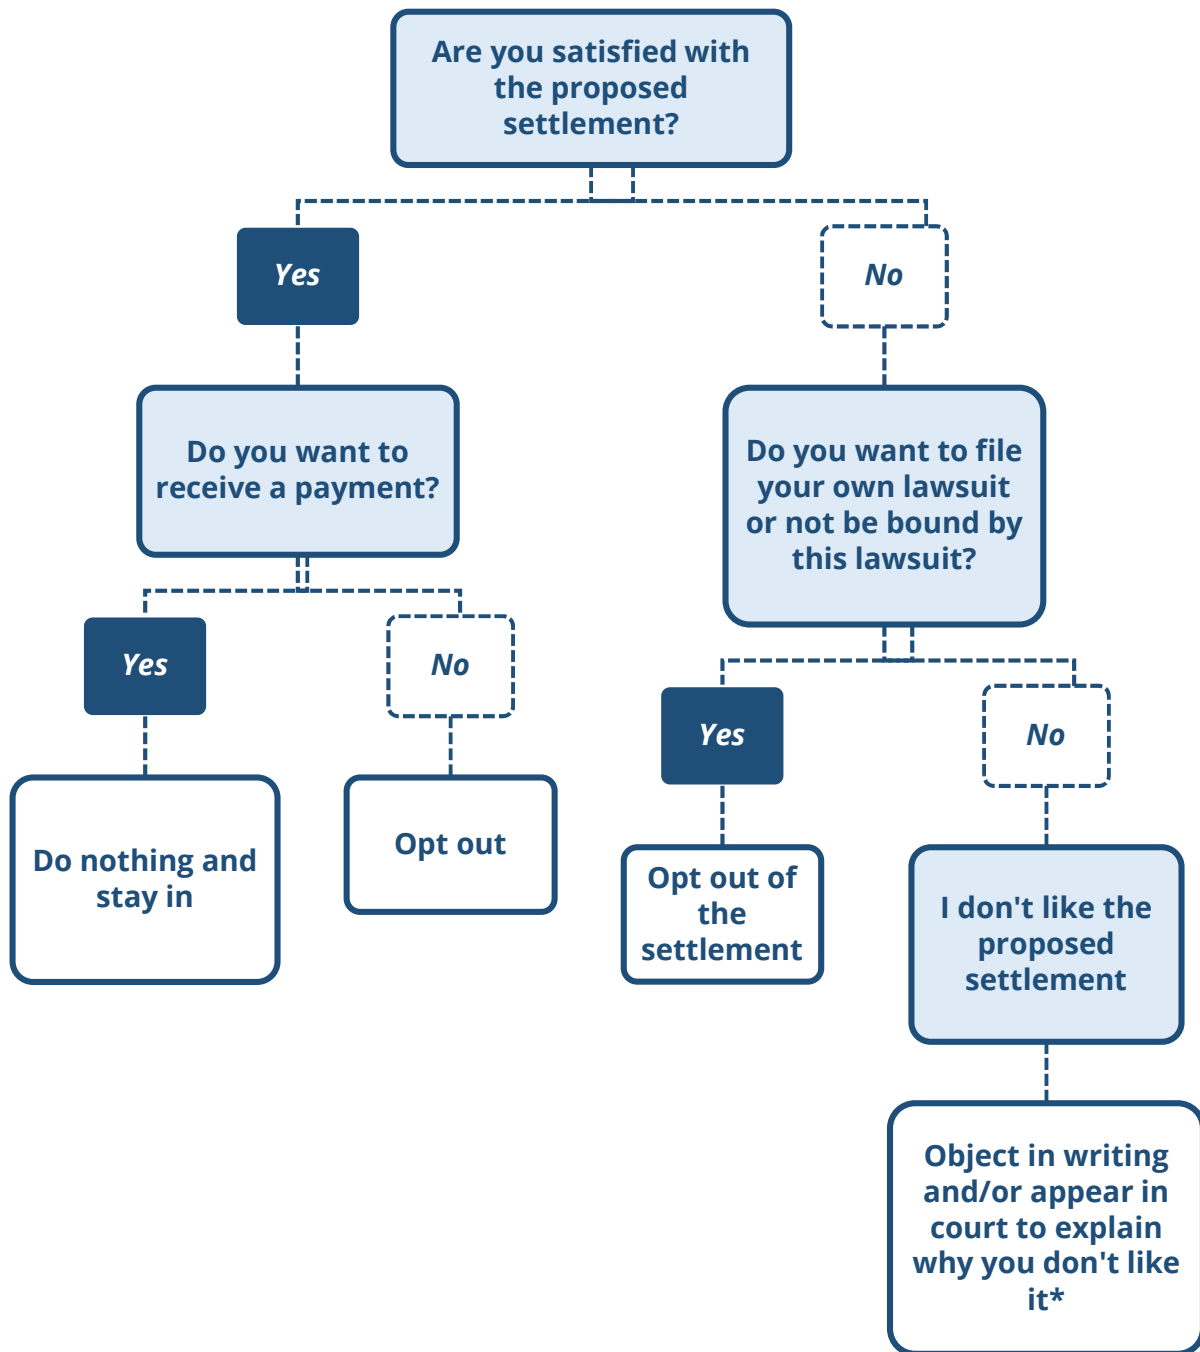 Are you satisfied with
the proposed
settlement?
Yes
No
Do you want to
receive a payment?
Do you want to file
your own lawsuit
or not be bound by
this lawsuit?
Yes
No
Yes
No
Do nothing and
stay in
Opt out
Opt out of
the
settlement
I don't like the
proposed
settlement
Object in writing
and/or appear in
court to explain
why you don't like
it*